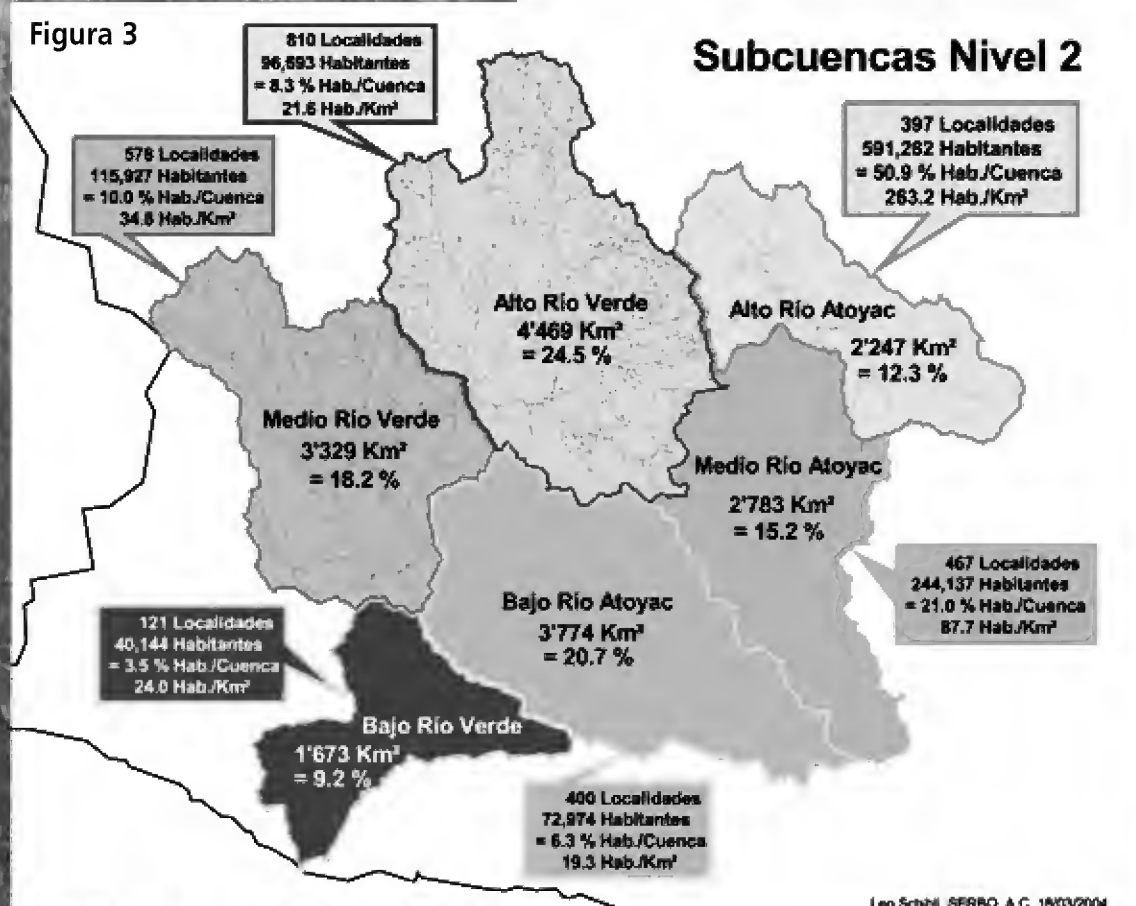 Figura 3
Subcuencas Nivel 2
810 Localidades
96,693 Habitantes
= 8.3 % Hab./Cuenca
21.6 Hab./Km²
397 Localidades
591,282 Habitantes
= 50.9 % Hab./Cuenca
263.2 Hab./Km²
578 Localidades
115,927 Habitantes
= 10.0 % Hab./Cuenca
34.8 Hab./Km²
Alto Río Verde
4'469 Km²
= 24.5 %
Alto Río Atoyac
2'247 Km²
= 12.3 %
Medio Río Verde
3'329 Km²
= 18.2 %
Medio Río Atoyac
2'783 Km²
= 15.2 %
467 Localidades
244,137 Habitantes
= 21.0 % Hab./Cuenca
87.7 Hab./Km²
Bajo Río Atoyac
3'774 Km²
= 20.7 %
121 Localidades
40,144 Habitantes
= 3.5 % Hab./Cuenca
24.0 Hab./Km²
Bajo Río Verde
1'673 Km²
= 9.2 %
400 Localidades
72,974 Habitantes
= 6.3 % Hab./Cuenca
19.3 Hab./Km²
Leo Schibli, SERBO, A.C. 18/03/2004